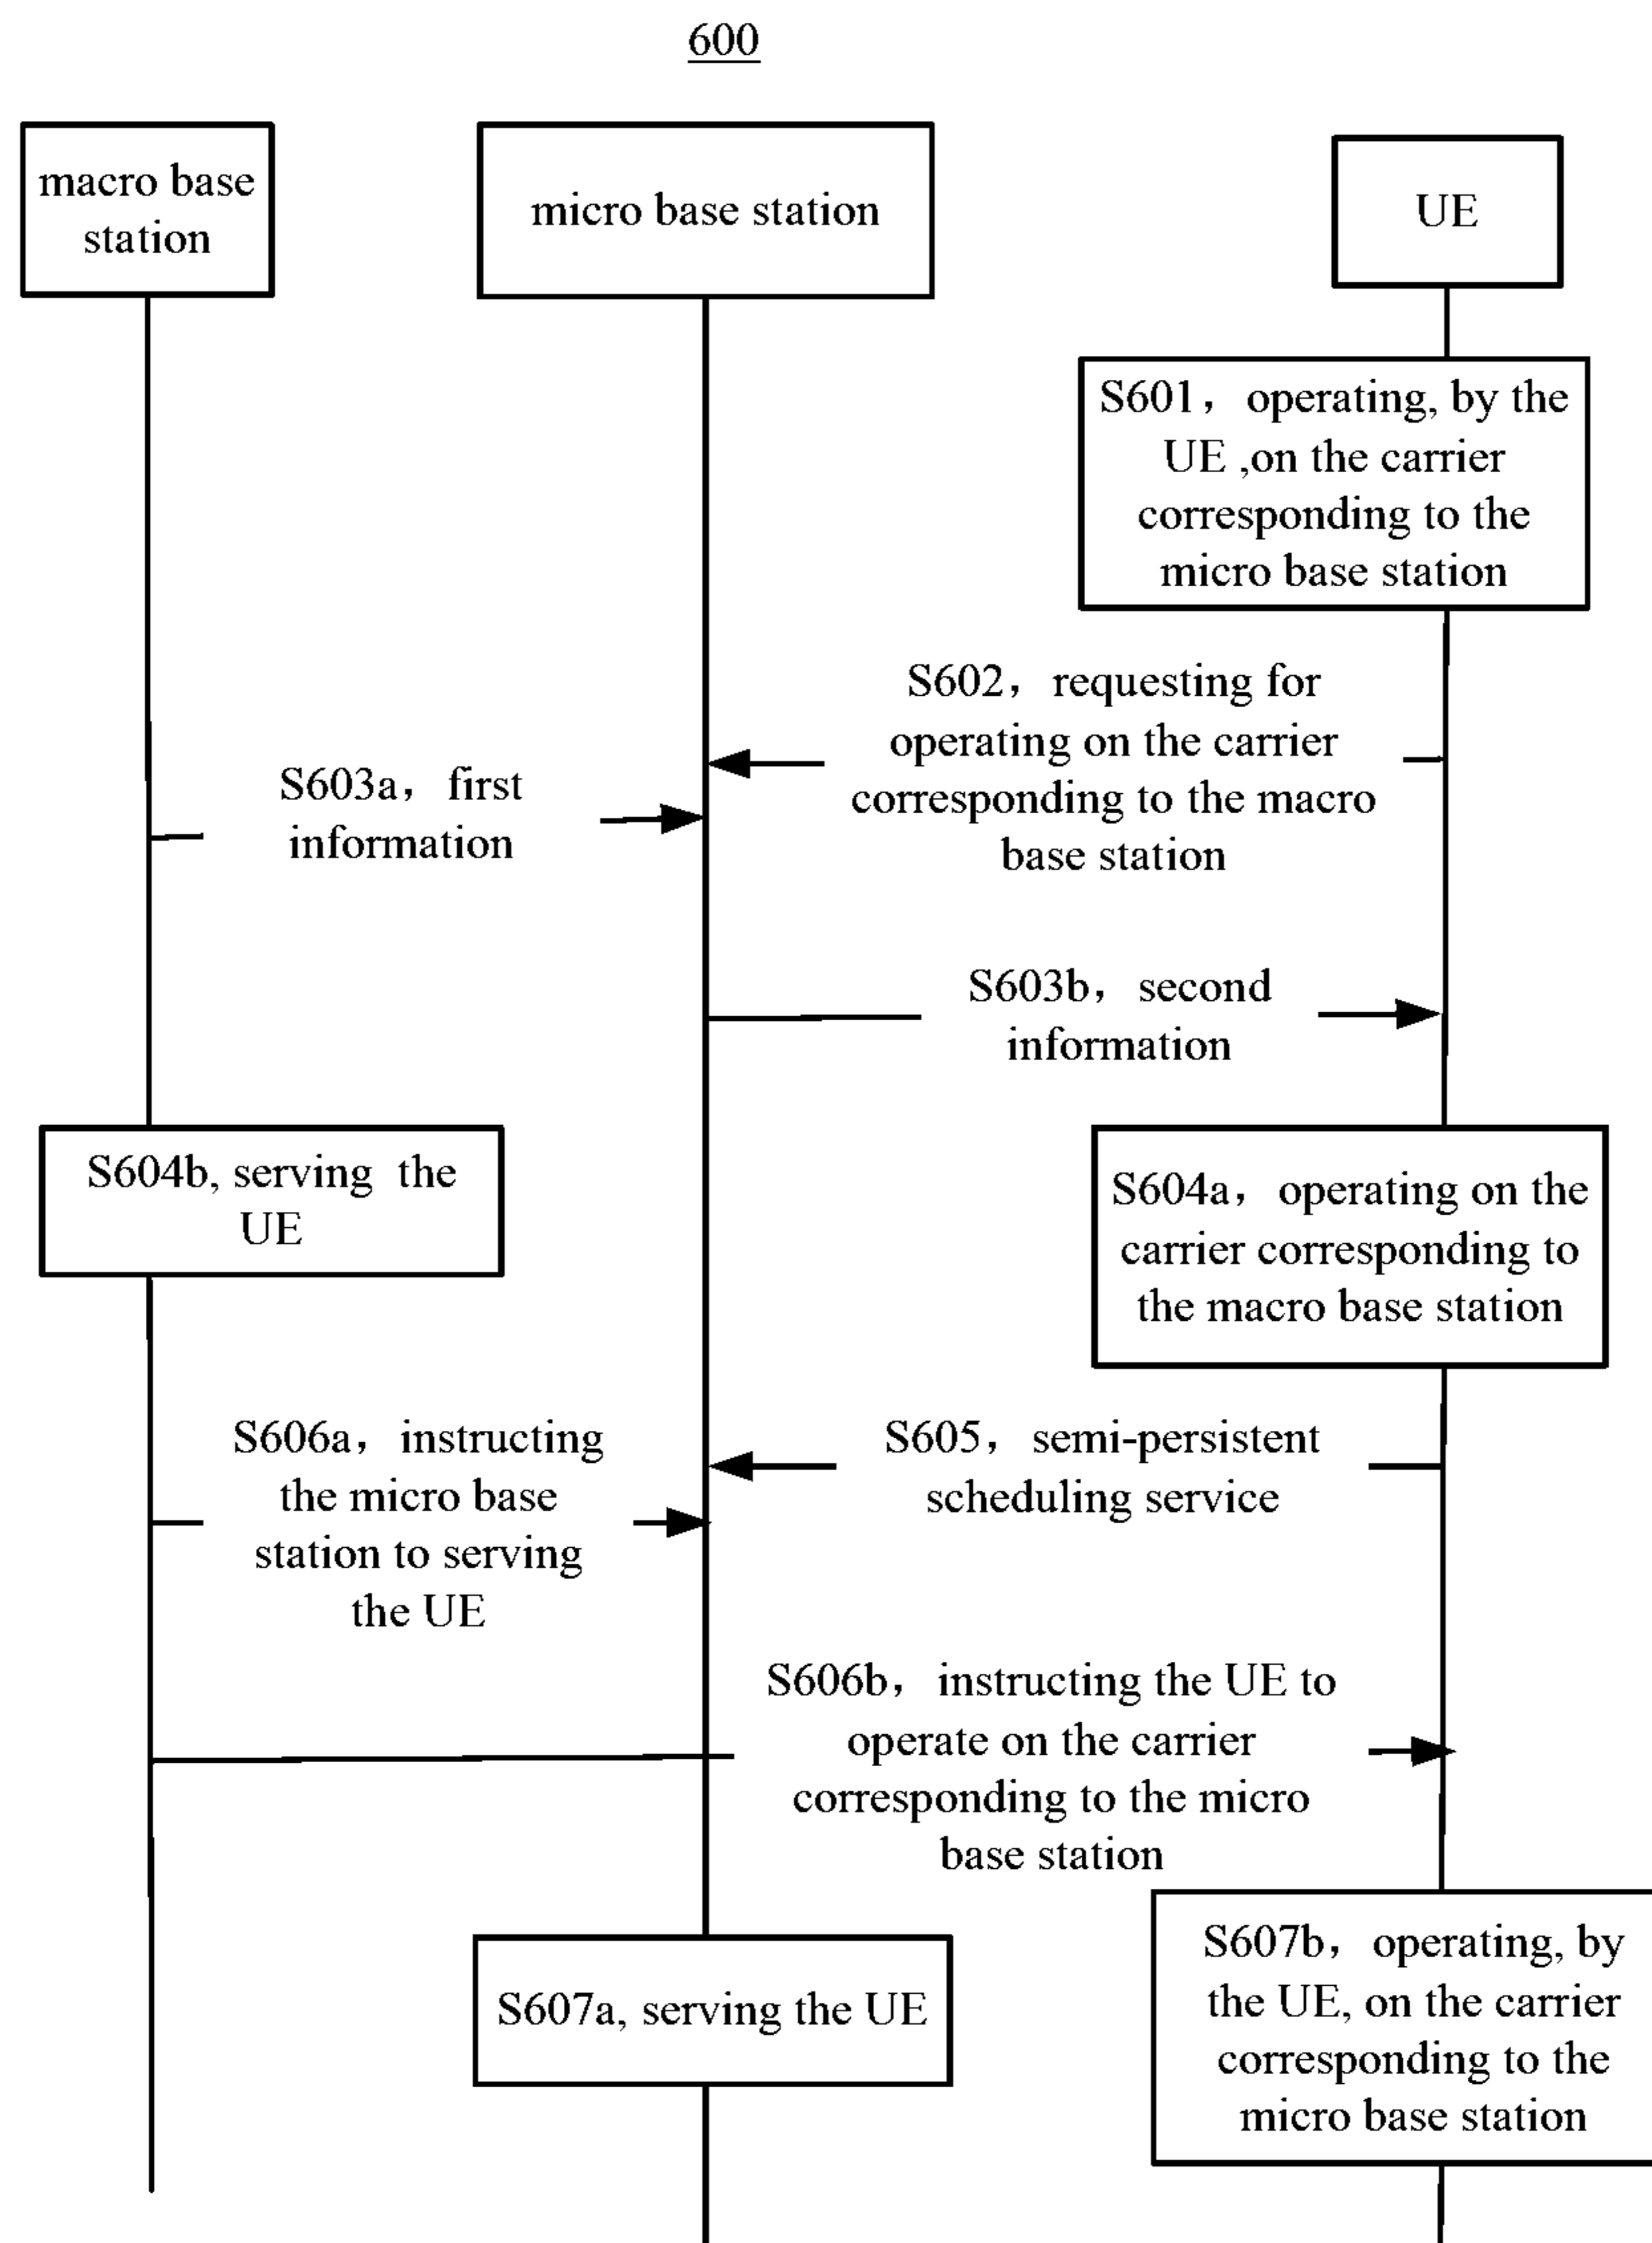 600
macro base
station
micro base station
UE
S601， operating, by the
UE ,on the carrier
corresponding to the
micro base station
S602， requesting for
operating on the carrier
corresponding to the macro
base station
S603a， first
information
S603b， second
information
S604b, serving the
UE
S604a， operating on the
carrier corresponding to
the macro base station
S605， semi-persistent
scheduling service
S606a， instructing
the micro base
station to serving
the UE
S606b， instructing the UE to
operate on the carrier
corresponding to the micro
base station
S607a, serving the UE
S607b， operating, by
the UE, on the carrier
corresponding to the
micro base station